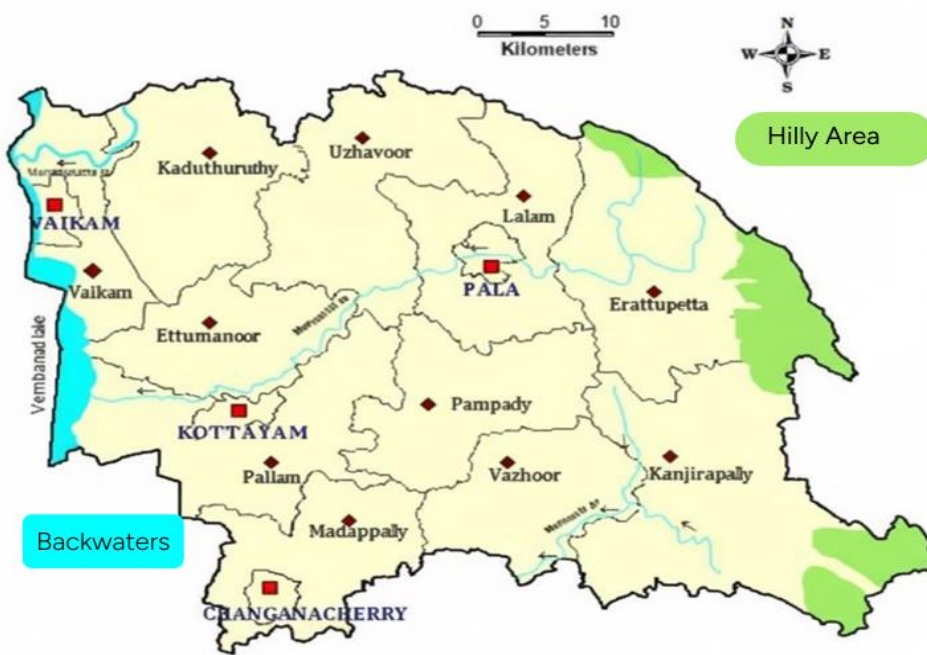 0 5 10
Kilometers
N
W E
S
Hilly Area
Uzhavoor
Kaduthuruthy
VAIKAM
Lalam
Vaikam
PALA
Erattupetta
Ettumanoor
Vembanad lake
Pampady
KOTTAYAM
Pallam
Vazhoor
Kanjirapally
Madappally
Backwaters
CHANGANACHERRY